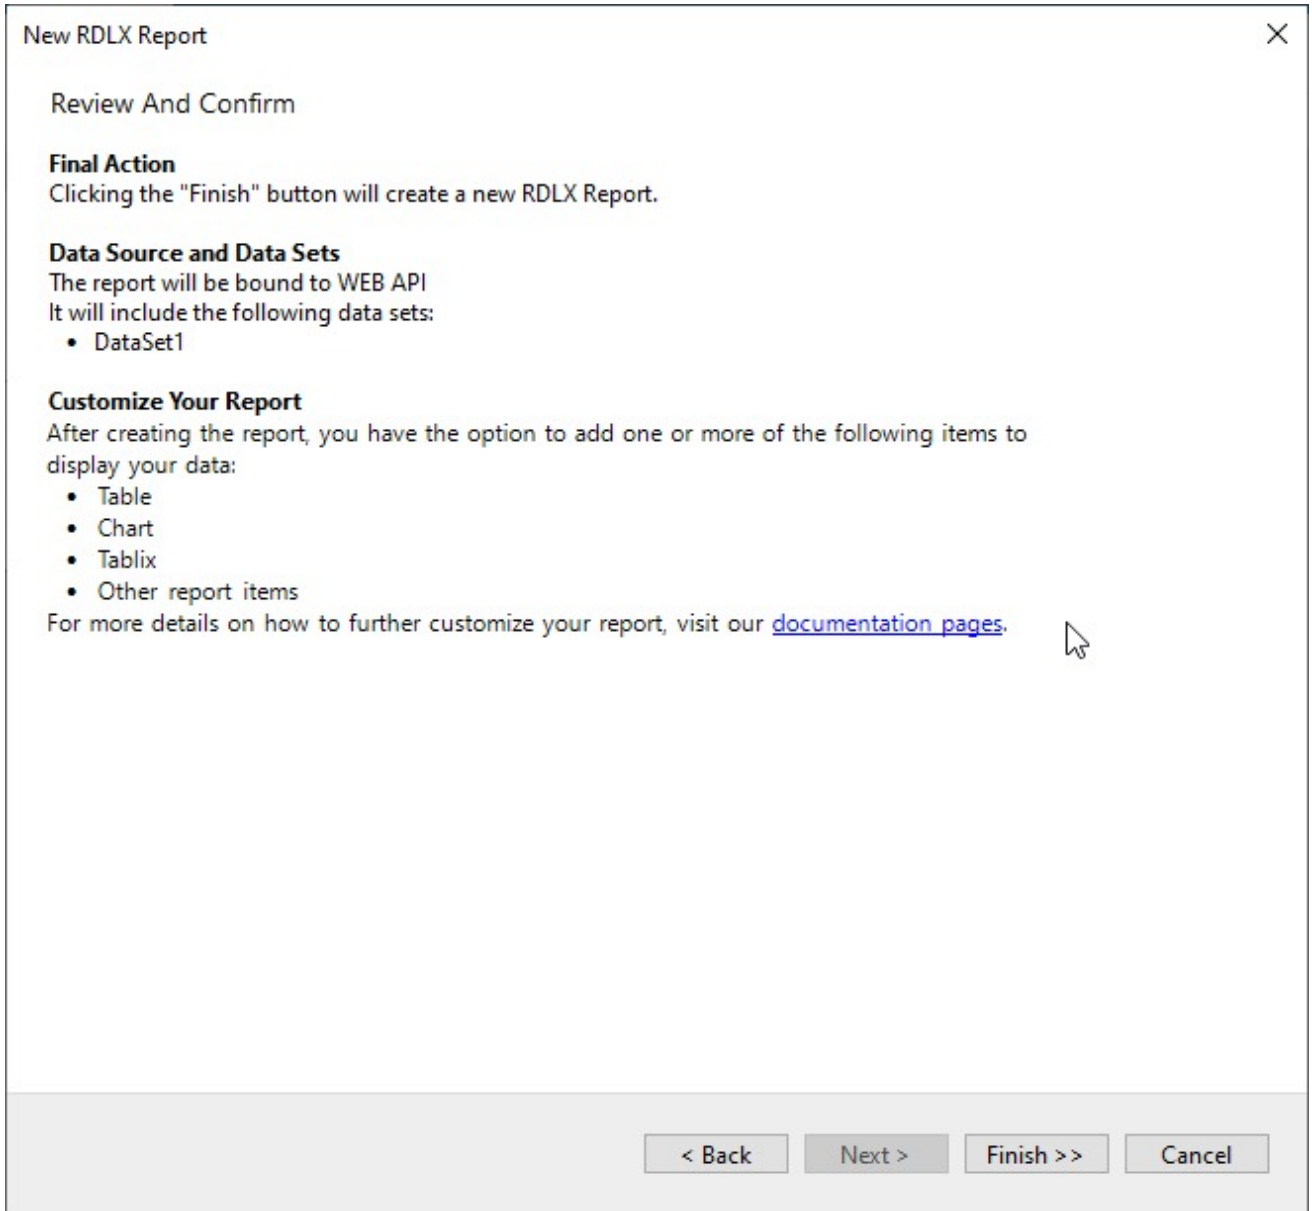 New RDLX Report
Review And Confirm
Final Action
Clicking the "Finish" button will create a new RDLX Report.
Data Source and Data Sets
The report will be bound to WEB API
It will include the following data sets:
• DataSet1
Customize Your Report
After creating the report, you have the option to add one or more of the following items to
display your data:
• Table
• Chart
• Tablix
• Other report items
For more details on how to further customize your report, visit our documentation pages.
< Back Next > Finish >> Cancel